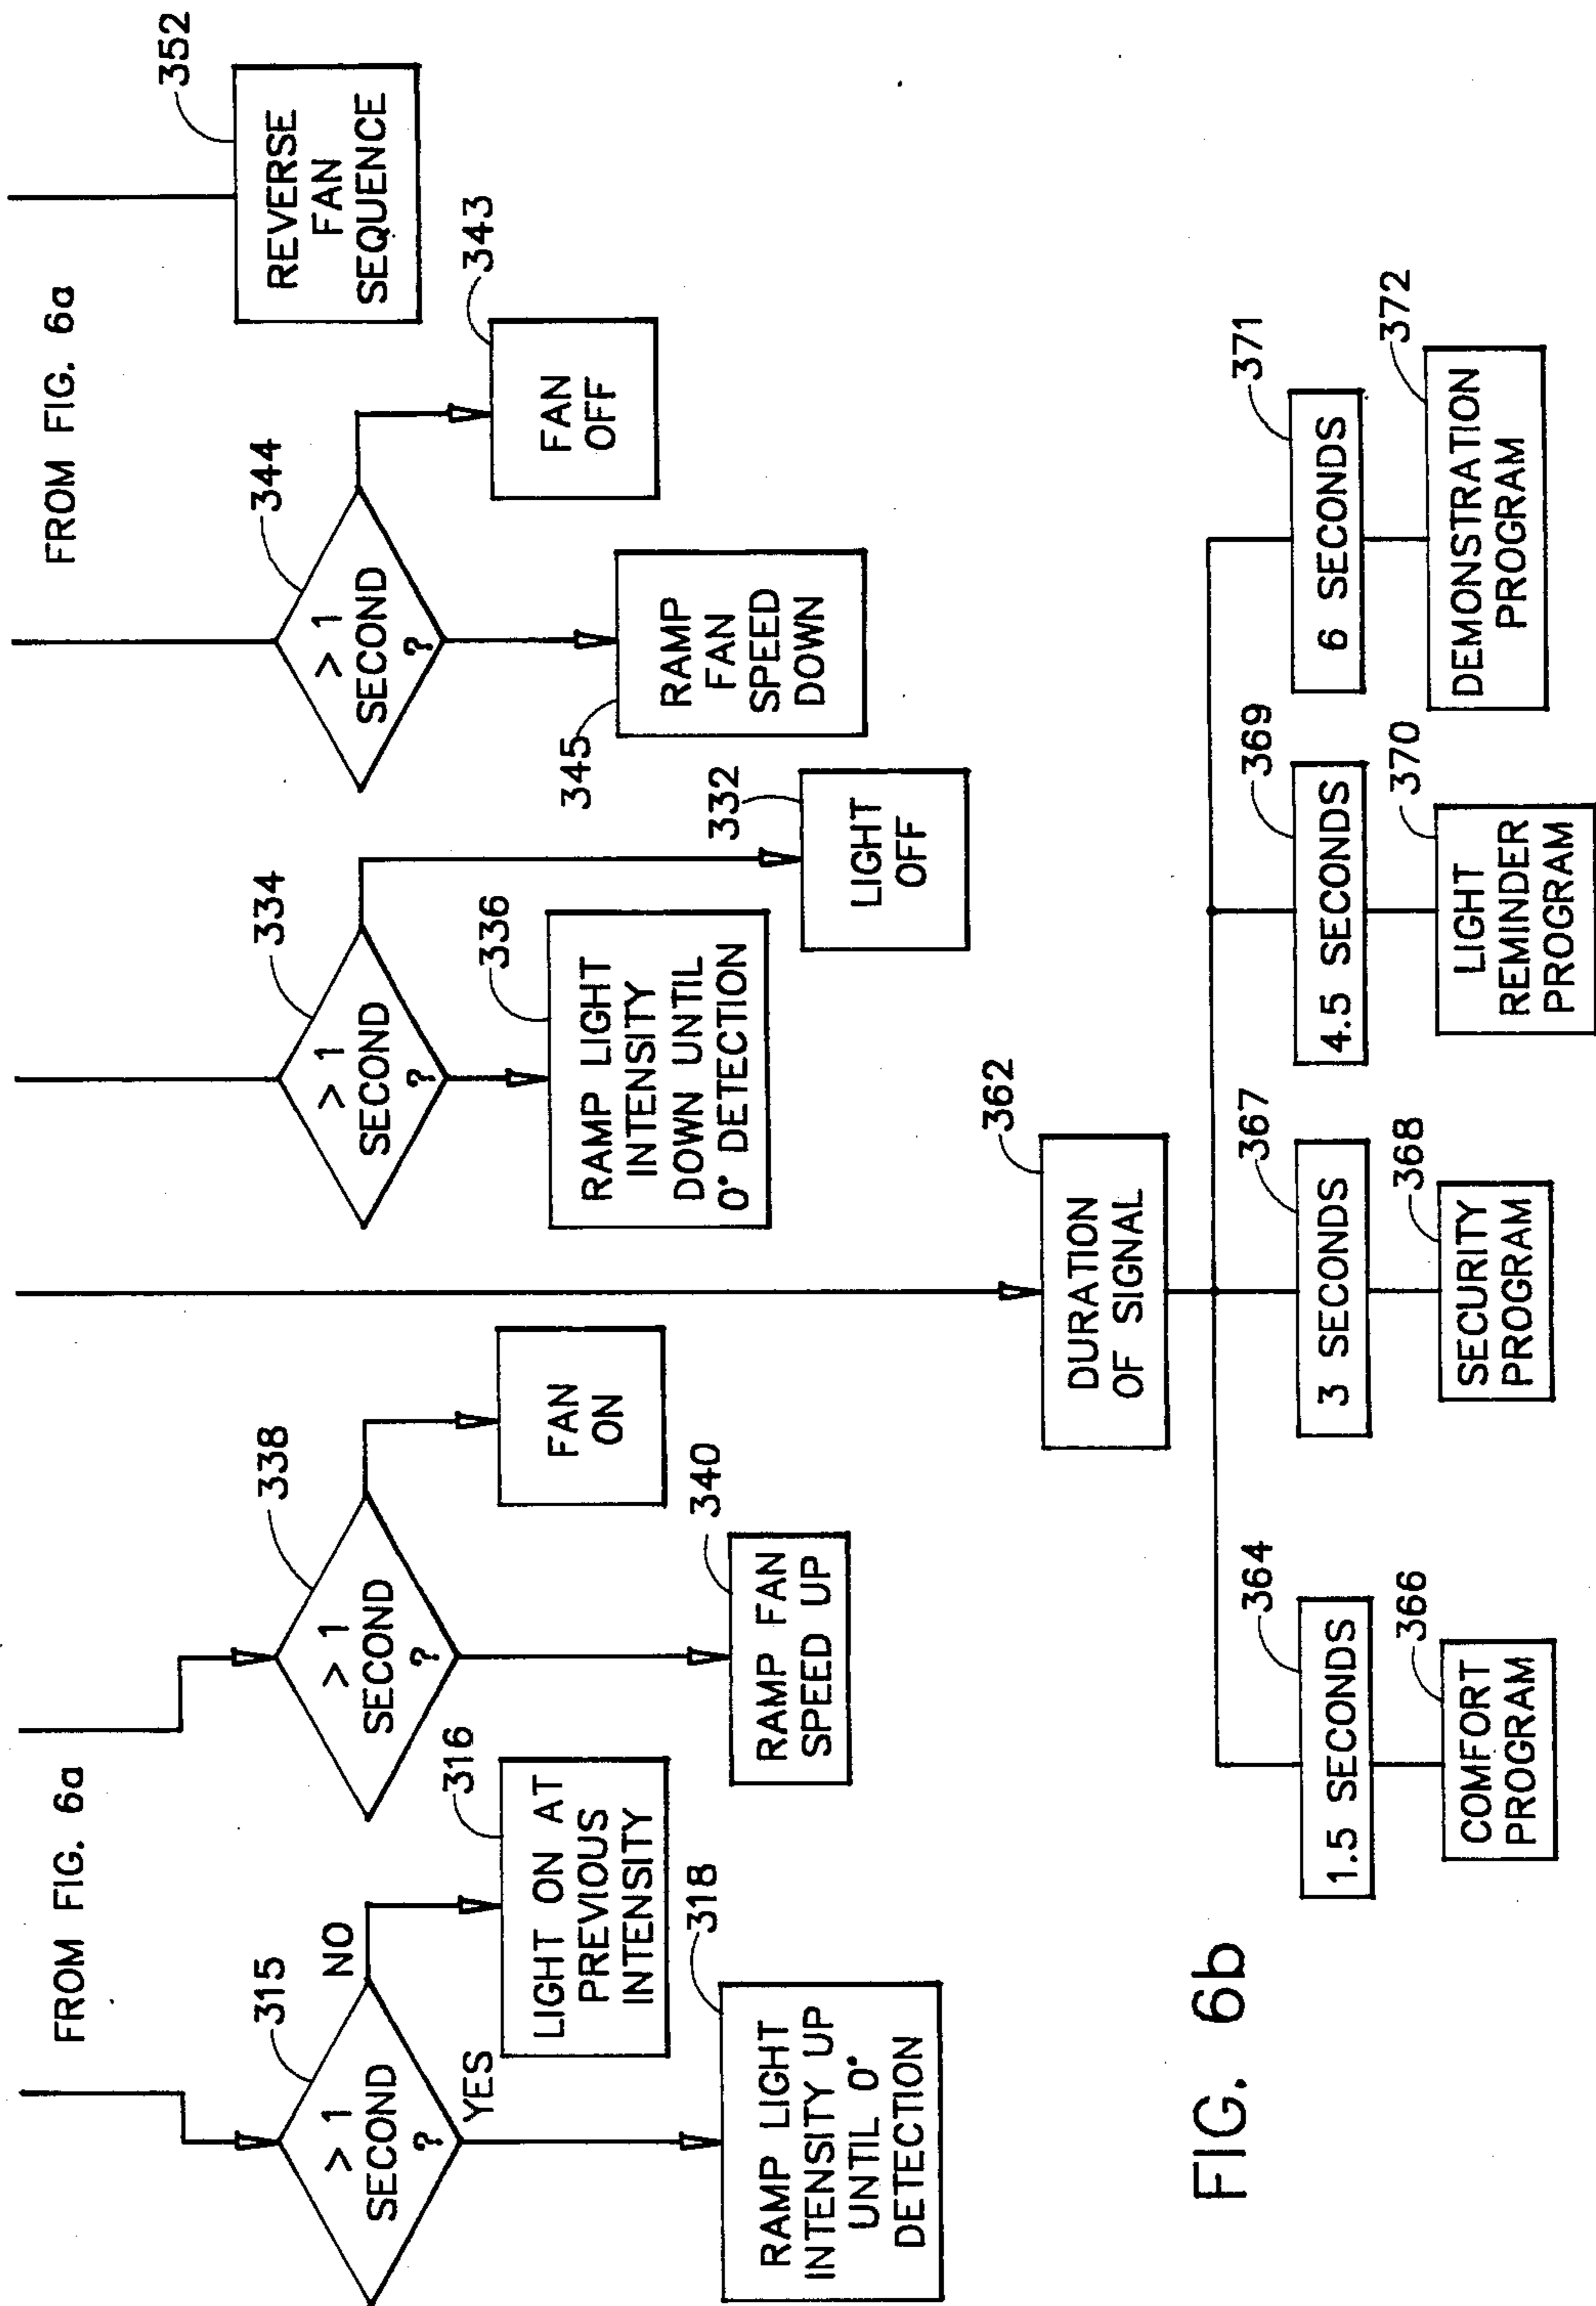 FROM FIG. 6a
315
> 1
SECOND
?
NO
YES
316
LIGHT ON AT
PREVIOUS
INTENSITY
318
RAMP LIGHT
INTENSITY UP
UNTIL 0°
DETECTION
338
> 1
SECOND
?
FAN
ON
340
RAMP FAN
SPEED UP
334
> 1
SECOND
?
336
RAMP LIGHT
INTENSITY
DOWN UNTIL
0° DETECTION
332
LIGHT
OFF
FROM FIG. 6a
344
> 1
SECOND
?
343
FAN
OFF
345
RAMP
FAN
SPEED
DOWN
352
REVERSE
FAN
SEQUENCE
362
DURATION
OF SIGNAL
364
1.5 SECONDS
366
COMFORT
PROGRAM
367
3 SECONDS
368
SECURITY
PROGRAM
369
4.5 SECONDS
370
LIGHT
REMINDER
PROGRAM
371
6 SECONDS
372
DEMONSTRATION
PROGRAM
FIG. 6b